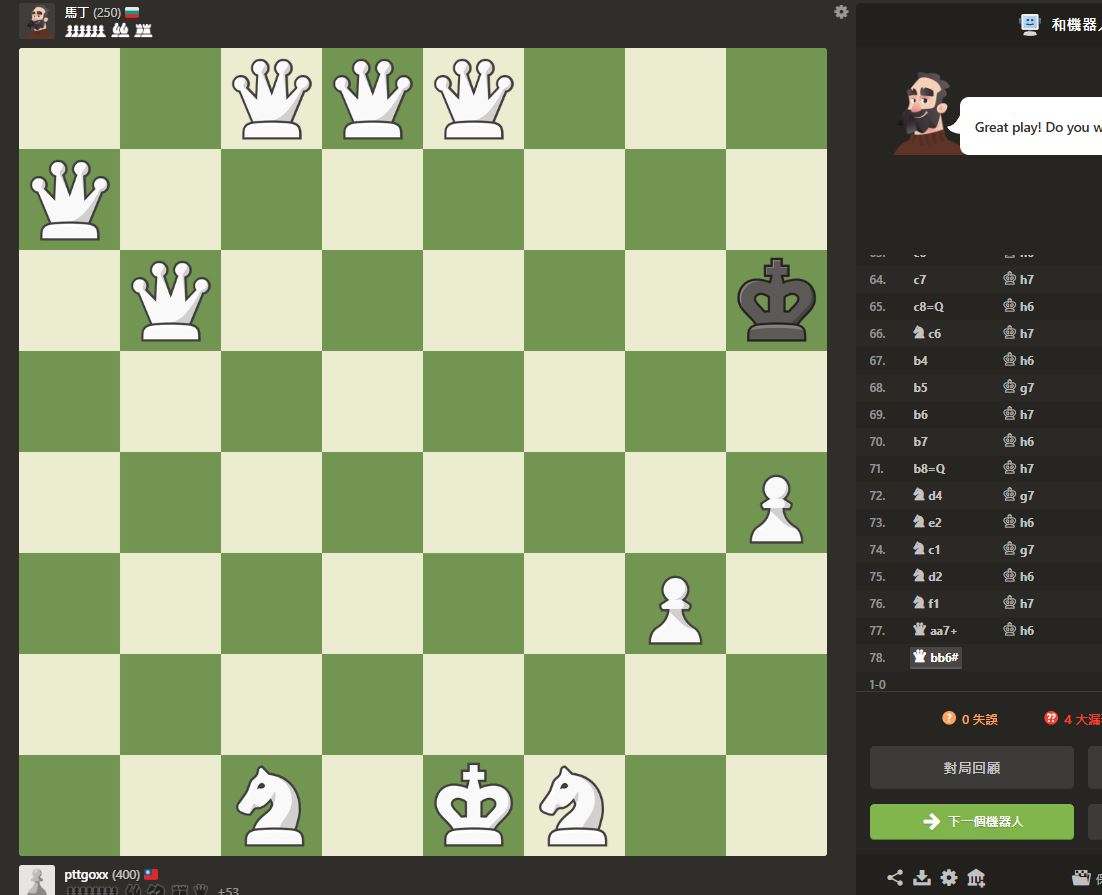 馬丁 (250)
和機器人
Great play! Do you w
64. c7 h7
65. c8=Q h6
66. c6 h7
67. b4 h6
68. b5 g7
69. b6 h7
70. b7 h6
71. b8=Q h7
72. d4 g7
73. e2 h6
74. c1 g7
75. d2 h6
76. f1 h7
77. aa7+ h6
78. bb6#
1-0
? 0 失誤
?? 4 大漏
對局回顧
下一個機器人
pttgoxx (400)
+53